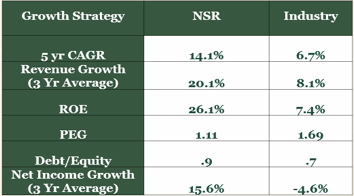 Growth Strategy NSR Industry
5 yr CAGR 14.1% 6.7%
Revenue Growth
(3 Yr Average) 20.1% 8.1%
ROE 26.1% 7.4%
PEG 1.11 1.69
Debt/Equity .9 .7
Net Income Growth
(3 Yr Average) 15.6% -4.6%